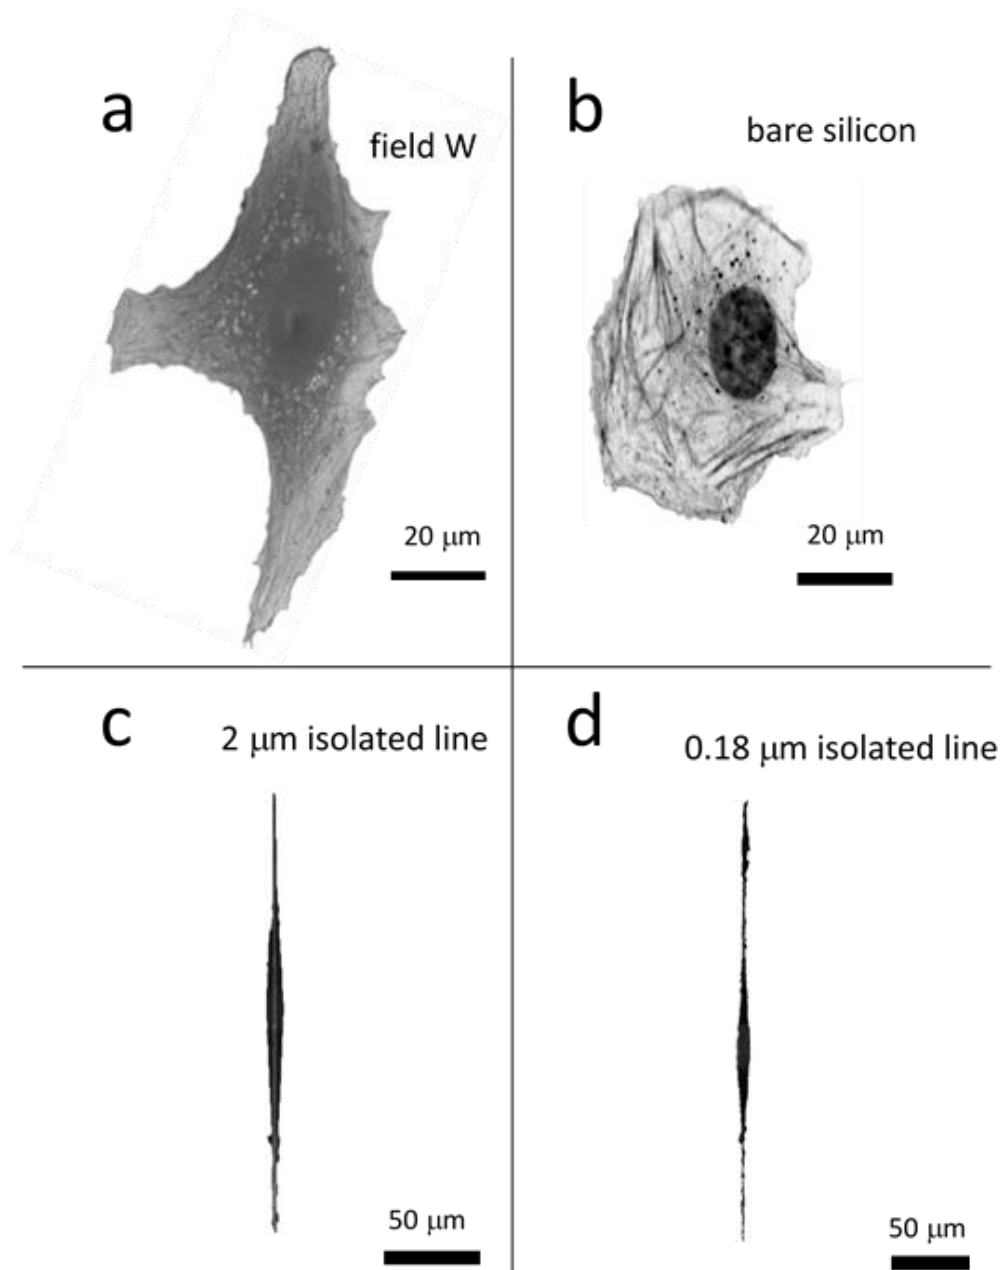 a
field W
20 μm
b
bare silicon
20 μm
c
2 μm isolated line
50 μm
d
0.18 μm isolated line
50 μm